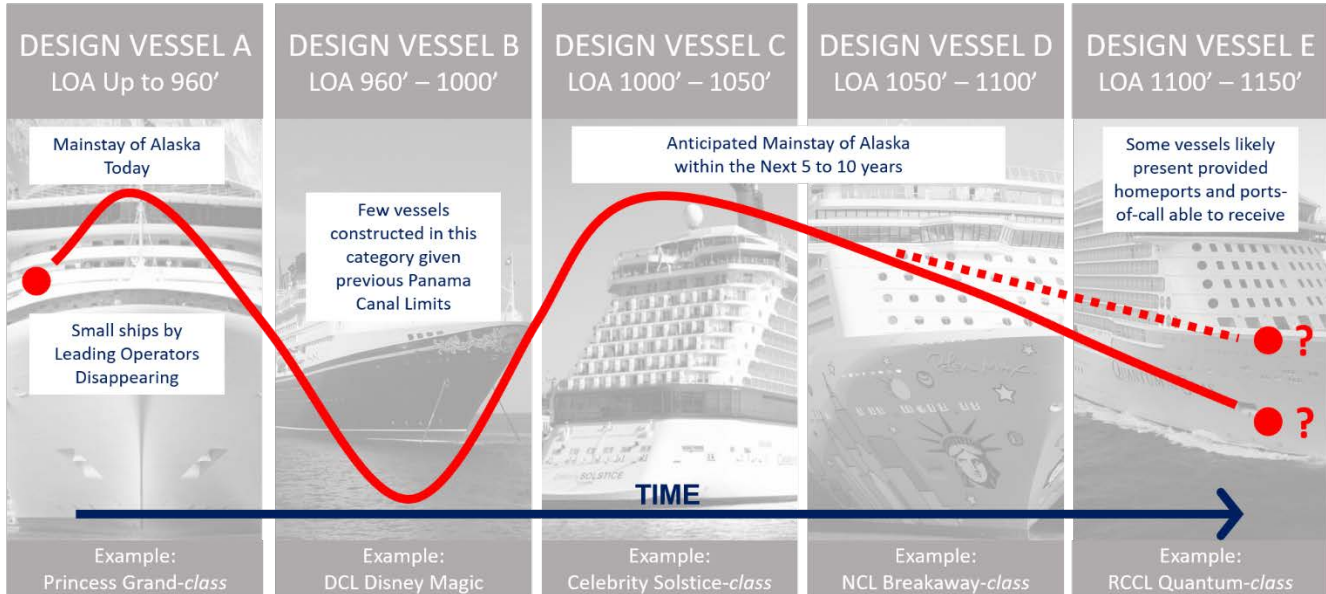 DESIGN VESSEL A
LOA Up to 960'
DESIGN VESSEL B
LOA 960' – 1000'
DESIGN VESSEL C
LOA 1000' – 1050'
DESIGN VESSEL D
LOA 1050' – 1100'
DESIGN VESSEL E
LOA 1100' – 1150'
Mainstay of Alaska
Today
Small ships by
Leading Operators
Disappearing
Few vessels
constructed in this
category given
previous Panama
Canal Limits
Anticipated Mainstay of Alaska
within the Next 5 to 10 years
Some vessels likely
present provided
homeports and ports-
of-call able to receive
?
?
SOLSTICE
TIME
Example:
Princess Grand-class
Example:
DCL Disney Magic
Example:
Celebrity Solstice-class
Example:
NCL Breakaway-class
Example:
RCCL Quantum-class